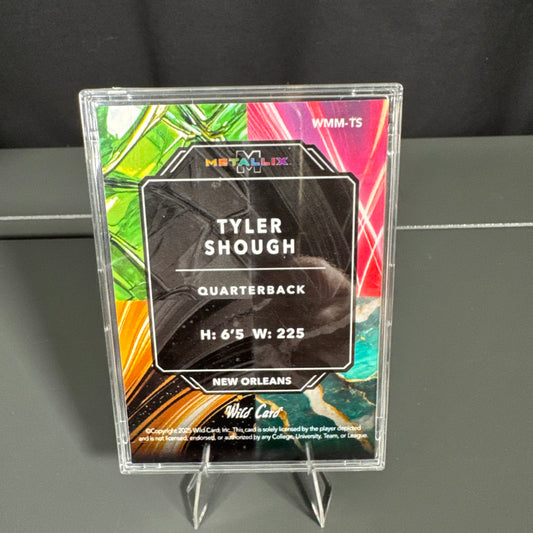 WMM-TS
M
METALLIX
TYLER
SHOUGH
QUARTERBACK
H: 6'5 W: 225
NEW ORLEANS
Wild Card
©Copyright 2025 Wild Card, Inc. This card is solely licensed by the player depicted
and is not licensed, endorsed, or authorized by any College, University, Team, or League.